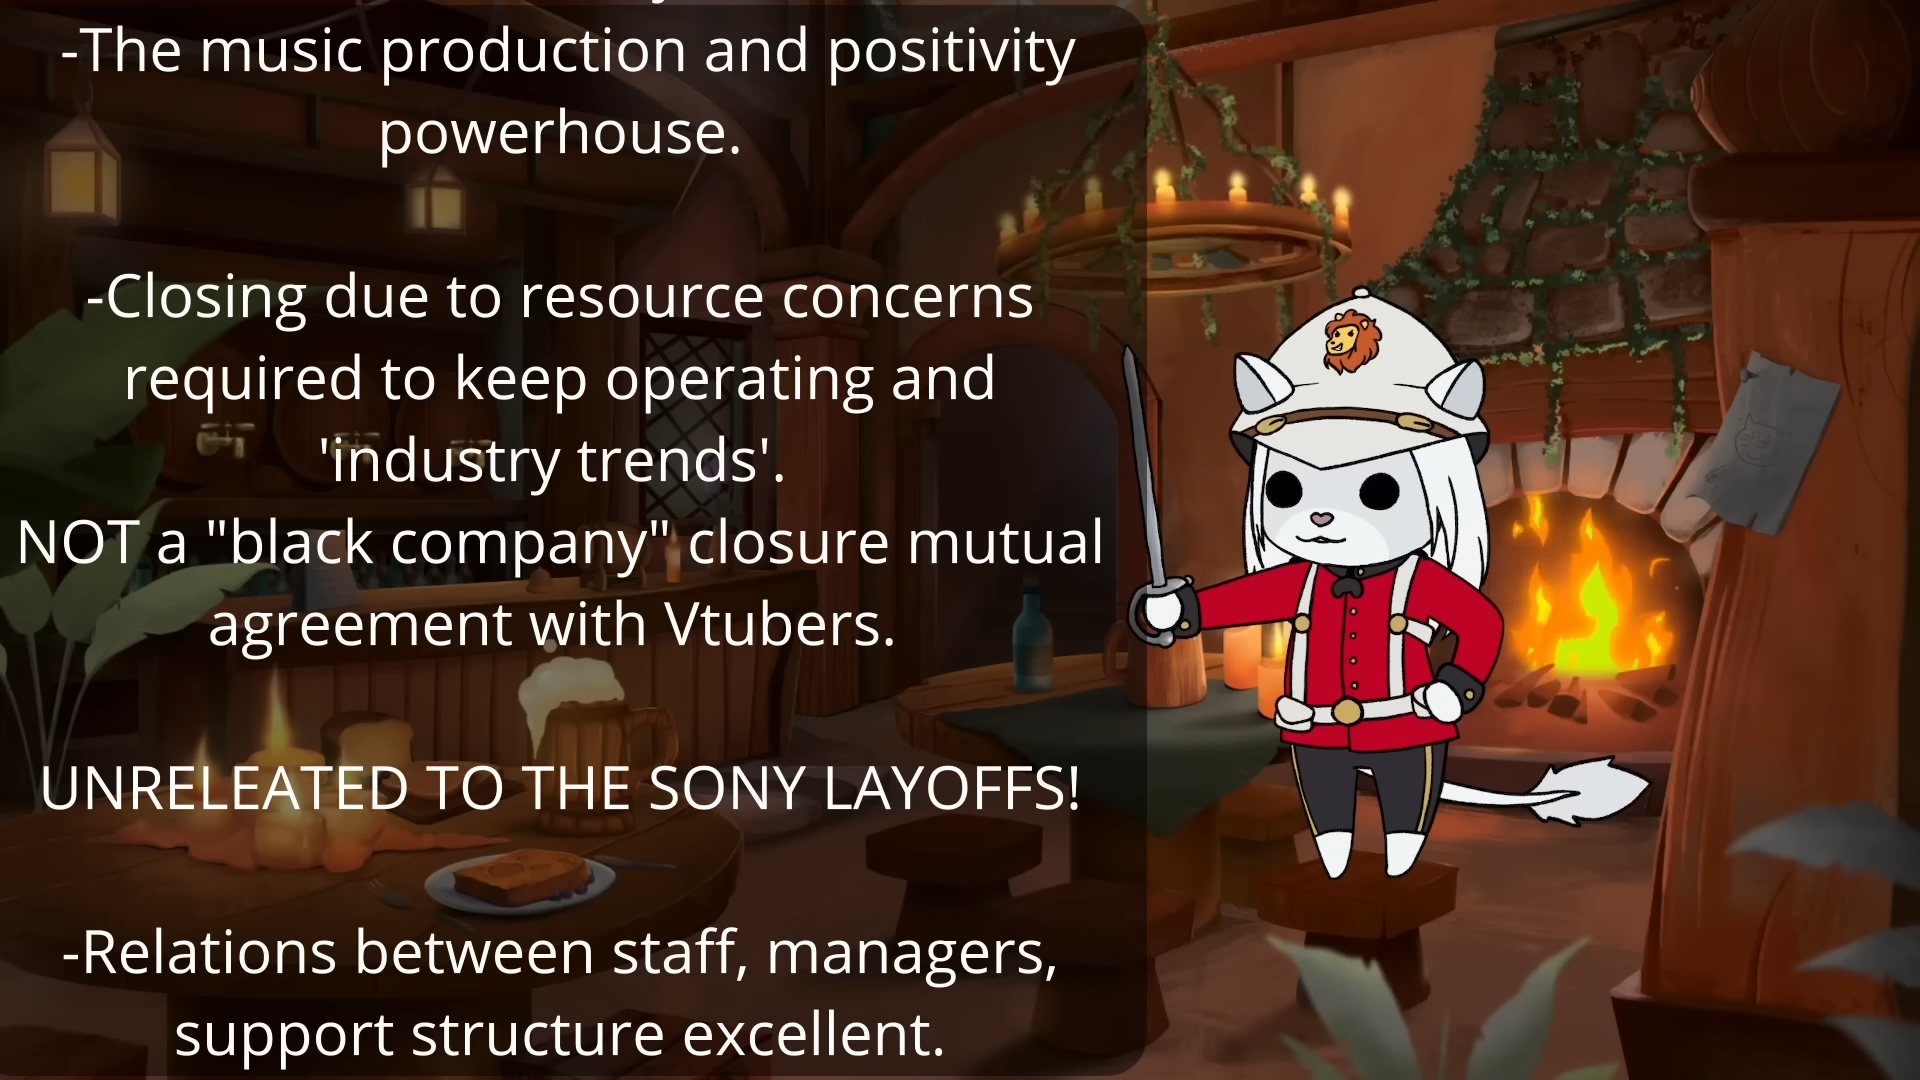 -The music production and positivity
powerhouse.
-Closing due to resource concerns
required to keep operating and
'industry trends'.
NOT a "black company" closure mutual
agreement with Vtubers.
UNRELEATED TO THE SONY LAYOFFS!
-Relations between staff, managers,
support structure excellent.